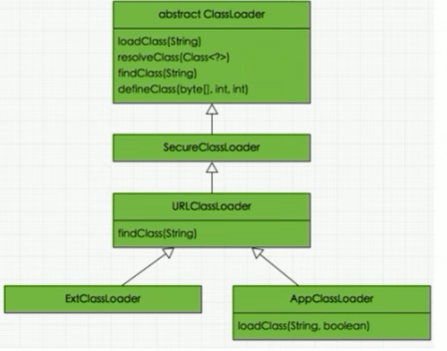 abstract ClassLoader
loadClass(String)
resolveClass(Class<?>)
findClass(String)
defineClass(byte[], int, int)
SecureClassLoader
URLClassLoader
findClass(String)
ExtClassLoader
AppClassLoader
loadClass(String, boolean)